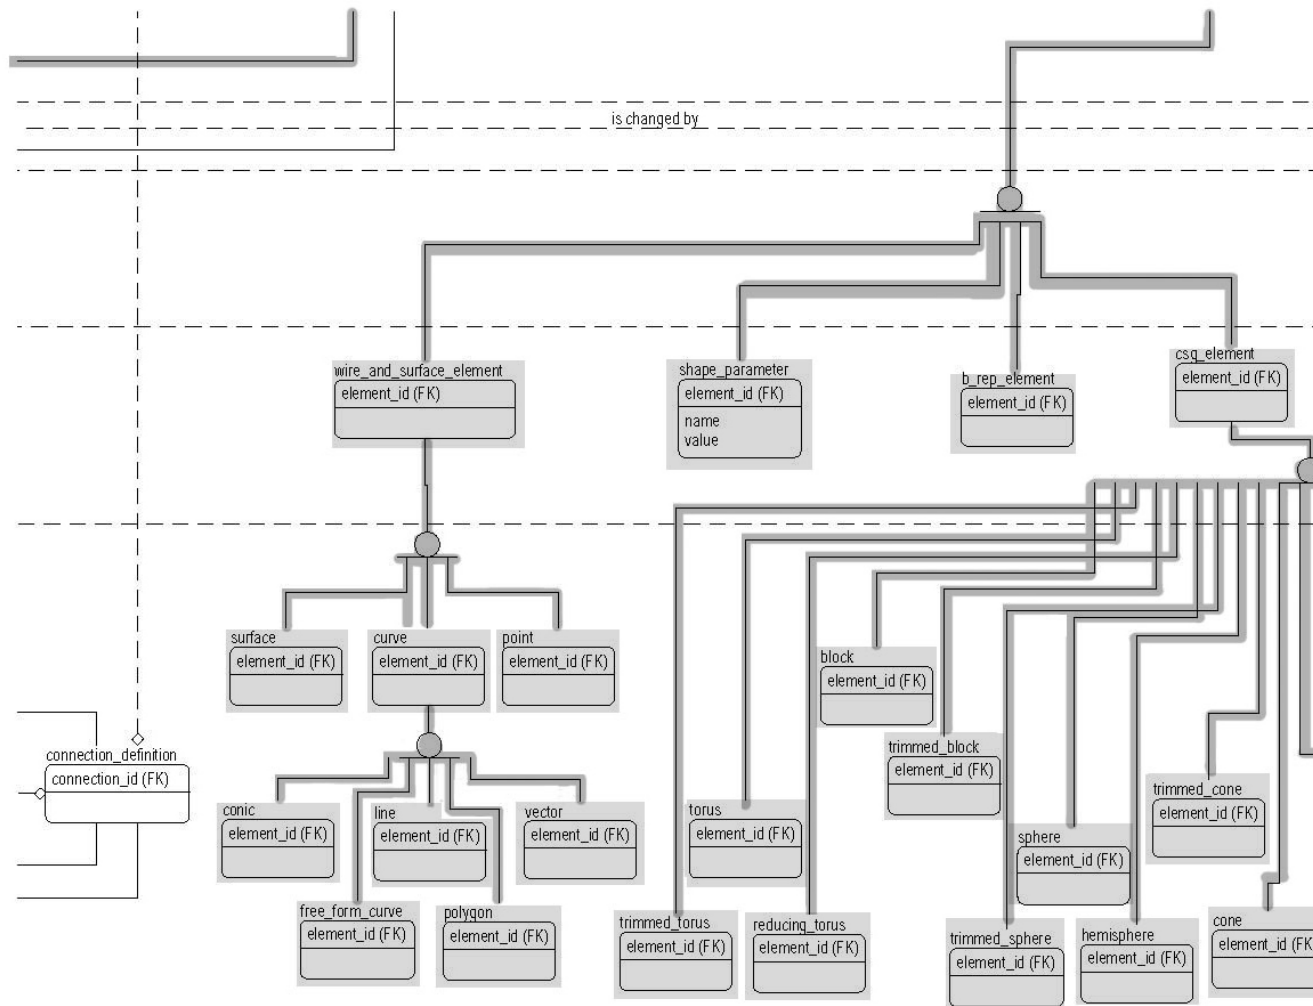 is changed by
wire_and_surface_element
element_id (FK)
shape_parameter
element_id (FK)
name
value
b_rep_element
element_id (FK)
csg_element
element_id (FK)
surface
element_id (FK)
curve
element_id (FK)
point
element_id (FK)
block
element_id (FK)
connection_definition
connection_id (FK)
trimmed_block
element_id (FK)
trimmed_cone
element_id (FK)
conic
element_id (FK)
line
element_id (FK)
vector
element_id (FK)
torus
element_id (FK)
sphere
element_id (FK)
free_form_curve
element_id (FK)
polygon
element_id (FK)
trimmed_torus
element_id (FK)
reducing_torus
element_id (FK)
trimmed_sphere
element_id (FK)
hemisphere
element_id (FK)
cone
element_id (FK